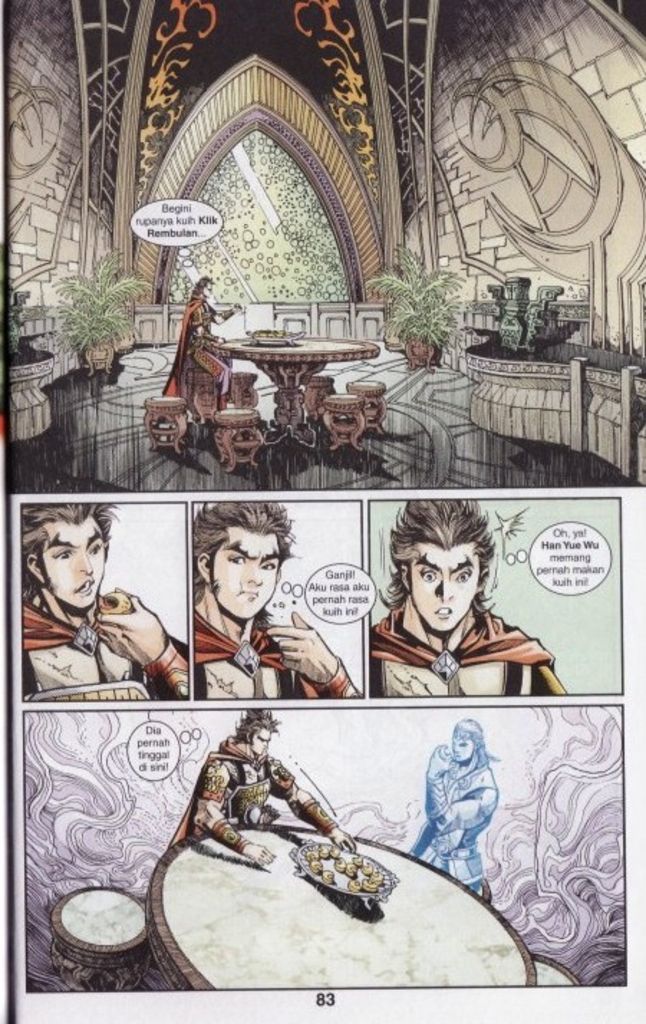 Begini
rupanya kuih Klik
Rembulan...
Ganjil!
Aku rasa aku
pernah rasa
kuih ini!
Oh, ya!
Han Yue Wu
pernah makan
kuih ini!
Dia
pernah
tinggal
di sini!
83